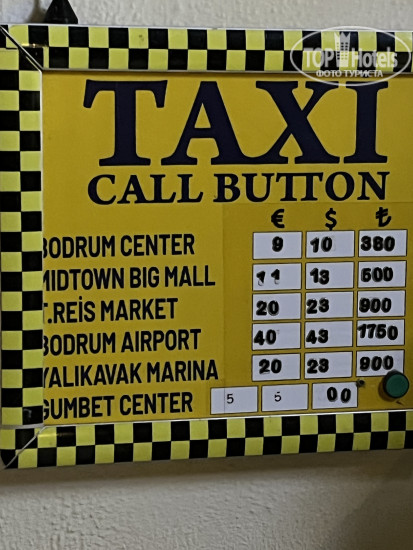 TOP Hotels
ФОТО ТУРИСТА
TAXI
CALL BUTTON
€ $ ₺
BODRUM CENTER 9 10 380
MIDTOWN BIG MALL 11 13 500
T.REİS MARKET 20 23 900
BODRUM AIRPORT 40 43 1750
YALIKAVAK MARINA 20 23 900
GUMBET CENTER 5 5 00